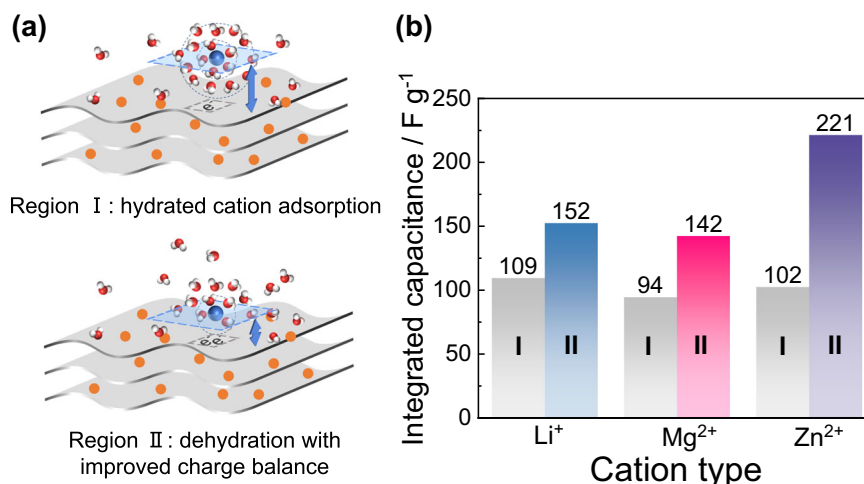 (a)
e
Region Ⅰ : hydrated cation adsorption
e e
Region Ⅱ : dehydration with
improved charge balance
(b)
Integrated capacitance / F g⁻¹
250
200
150
100
50
0
109
152
94
142
102
221
I
II
I
II
I
II
Li⁺
Mg²⁺
Zn²⁺
Cation type